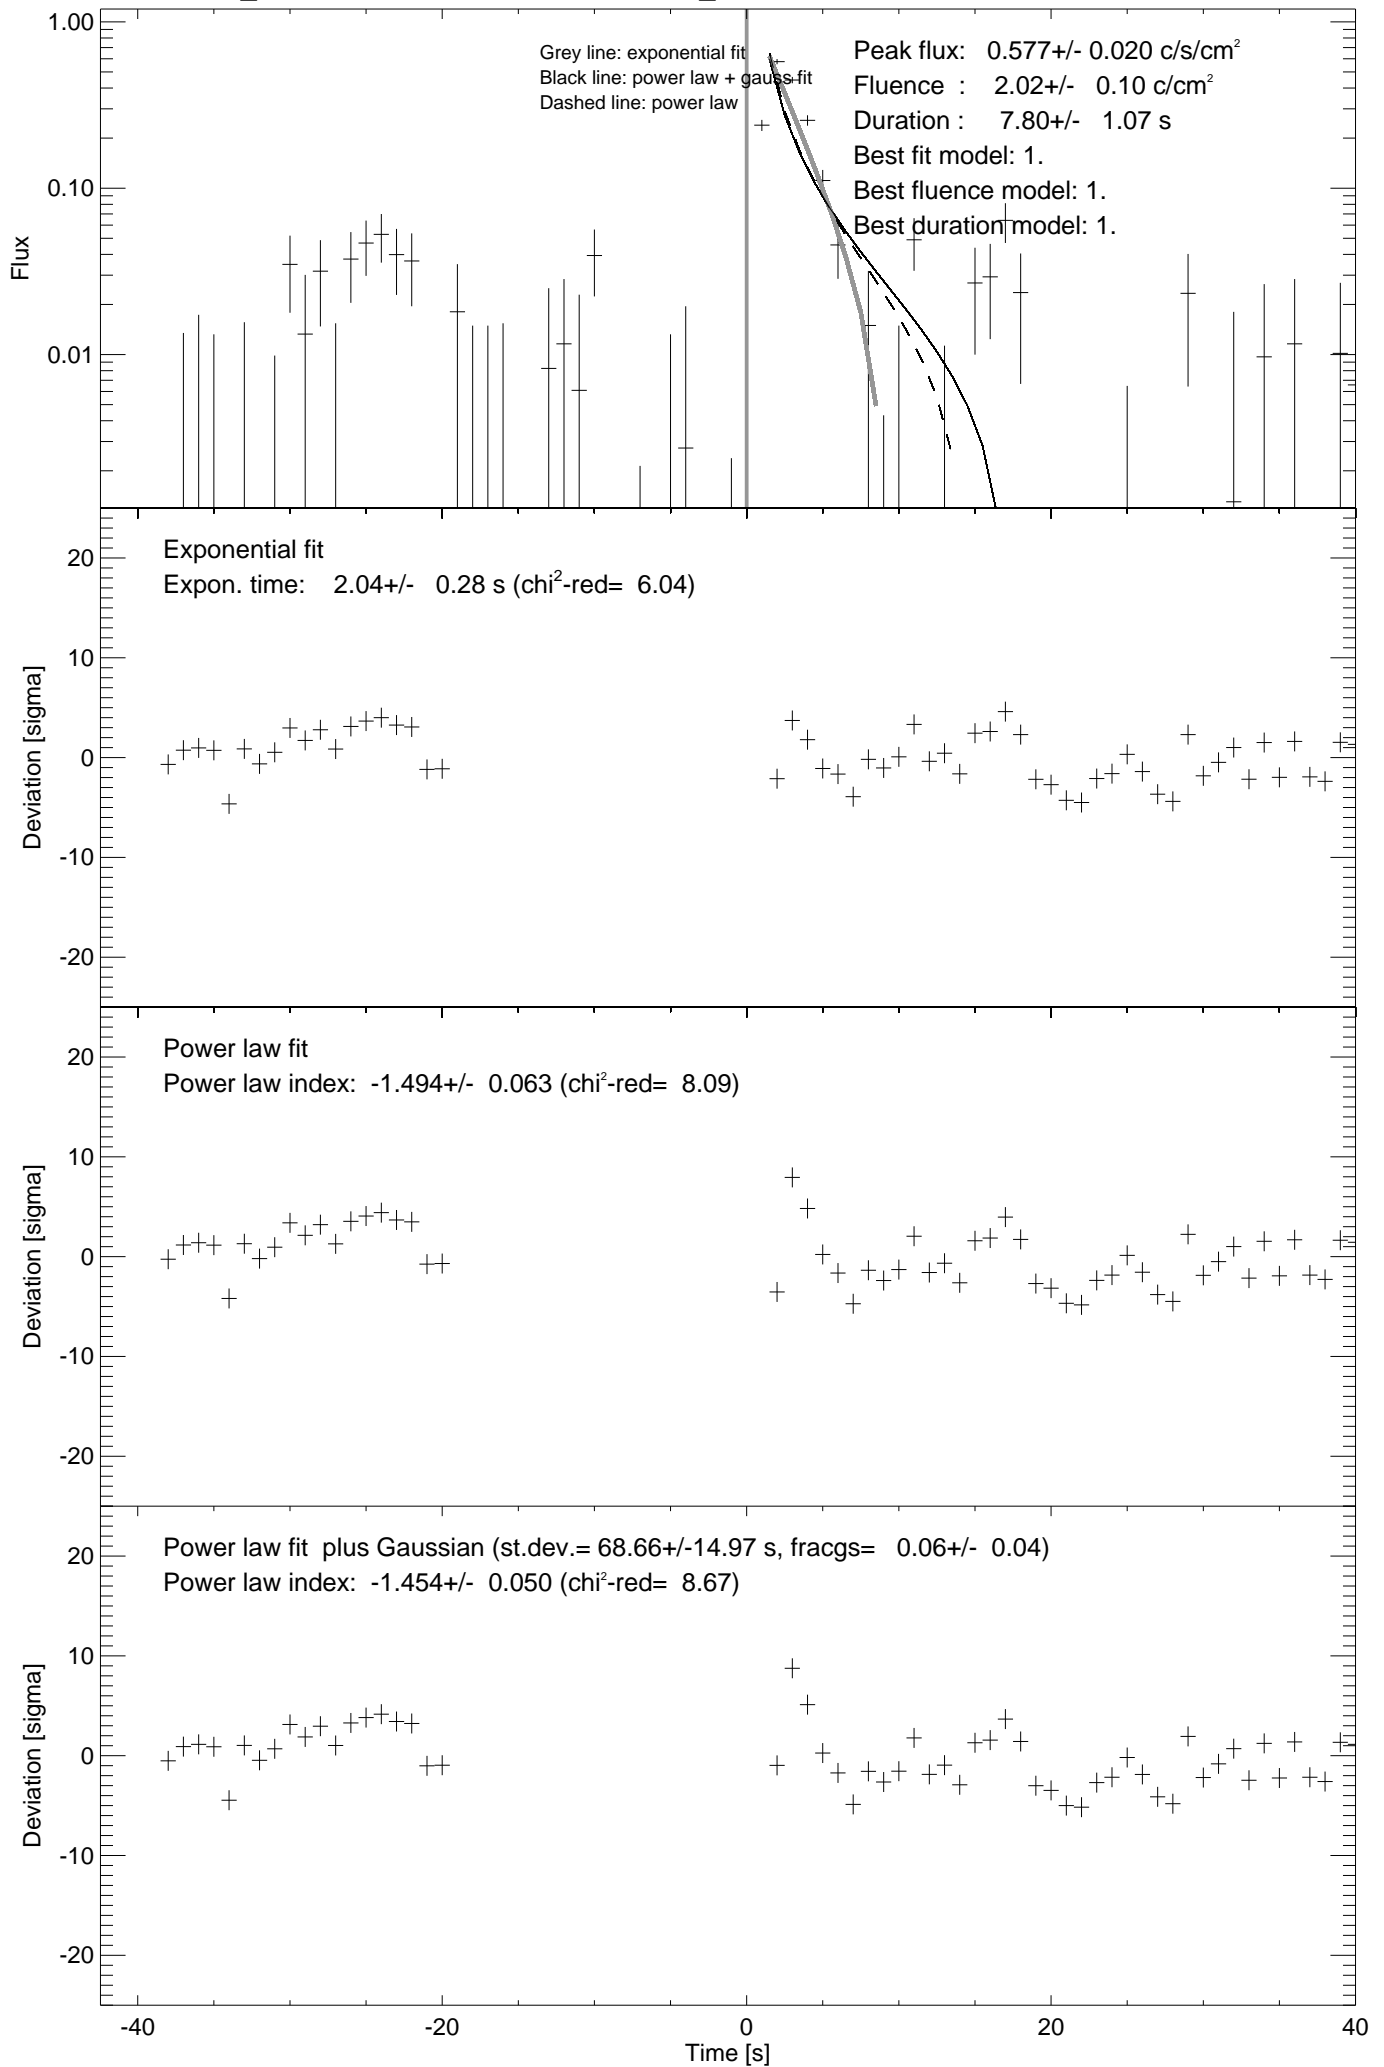 1.00
Grey line: exponential fit
Black line: power law + gauss fit
Dashed line: power law
Peak flux: 0.577+/- 0.020 c/s/cm²
Fluence : 2.02+/- 0.10 c/cm²
Duration : 7.80+/- 1.07 s
Best fit model: 1.
Best fluence model: 1.
Best duration model: 1.
0.10
Flux
0.01
20
Exponential fit
Expon. time: 2.04+/- 0.28 s (chi²-red= 6.04)
10
Deviation [sigma]
0
-10
-20
20
Power law fit
Power law index: -1.494+/- 0.063 (chi²-red= 8.09)
10
Deviation [sigma]
0
-10
-20
20
Power law fit plus Gaussian (st.dev.= 68.66+/-14.97 s, fracgs= 0.06+/- 0.04)
Power law index: -1.454+/- 0.050 (chi²-red= 8.67)
10
Deviation [sigma]
0
-10
-20
-40 -20 0 20 40
Time [s]